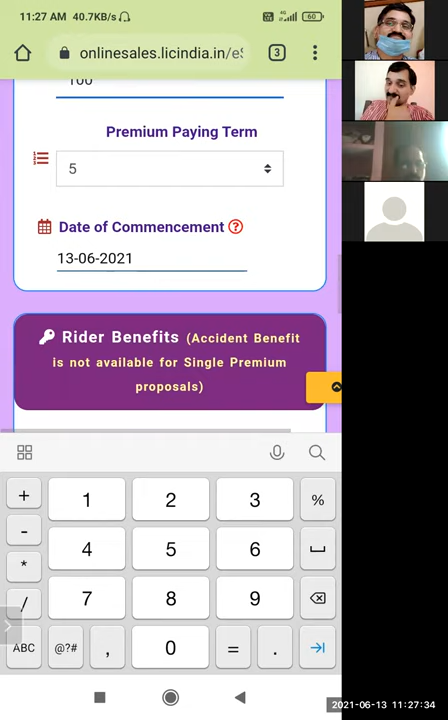 11:27 AM 40.7KB/s 4G 60
onlinesales.licindia.in/eS 3
100
Premium Paying Term
5
Date of Commencement ?
13-06-2021
Rider Benefits (Accident Benefit
is not available for Single Premium
proposals)
+ 1 2 3 %
- 4 5 6
* 7 8 9
/
ABC @?# , 0 = .
2021-06-13 11:27:34